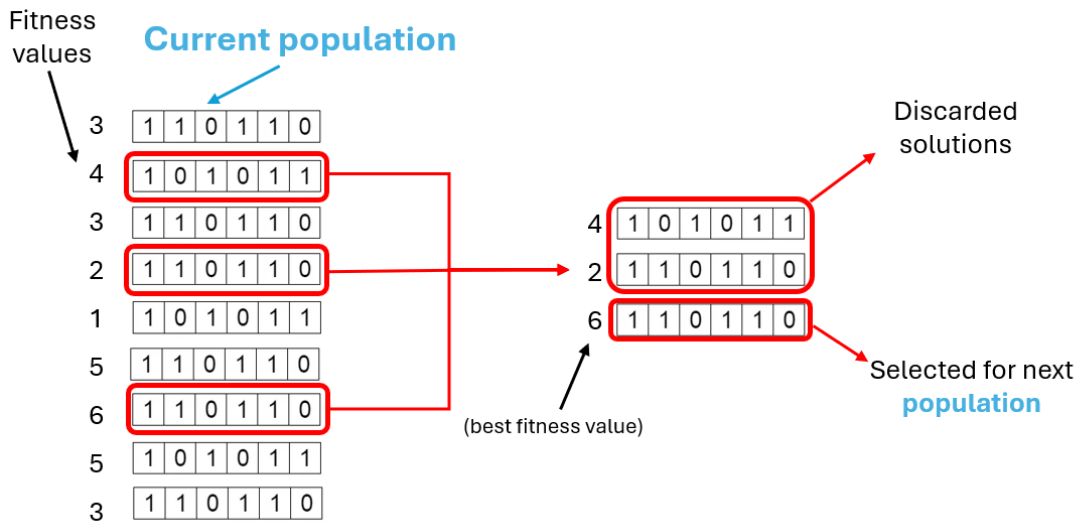 Fitness
values
Current population
3 1 1 0 1 1 0
4 1 0 1 0 1 1
3 1 1 0 1 1 0
2 1 1 0 1 1 0
1 1 0 1 0 1 1
5 1 1 0 1 1 0
6 1 1 0 1 1 0
5 1 0 1 0 1 1
3 1 1 0 1 1 0
Discarded
solutions
4 1 0 1 0 1 1
2 1 1 0 1 1 0
6 1 1 0 1 1 0
(best fitness value)
Selected for next
population